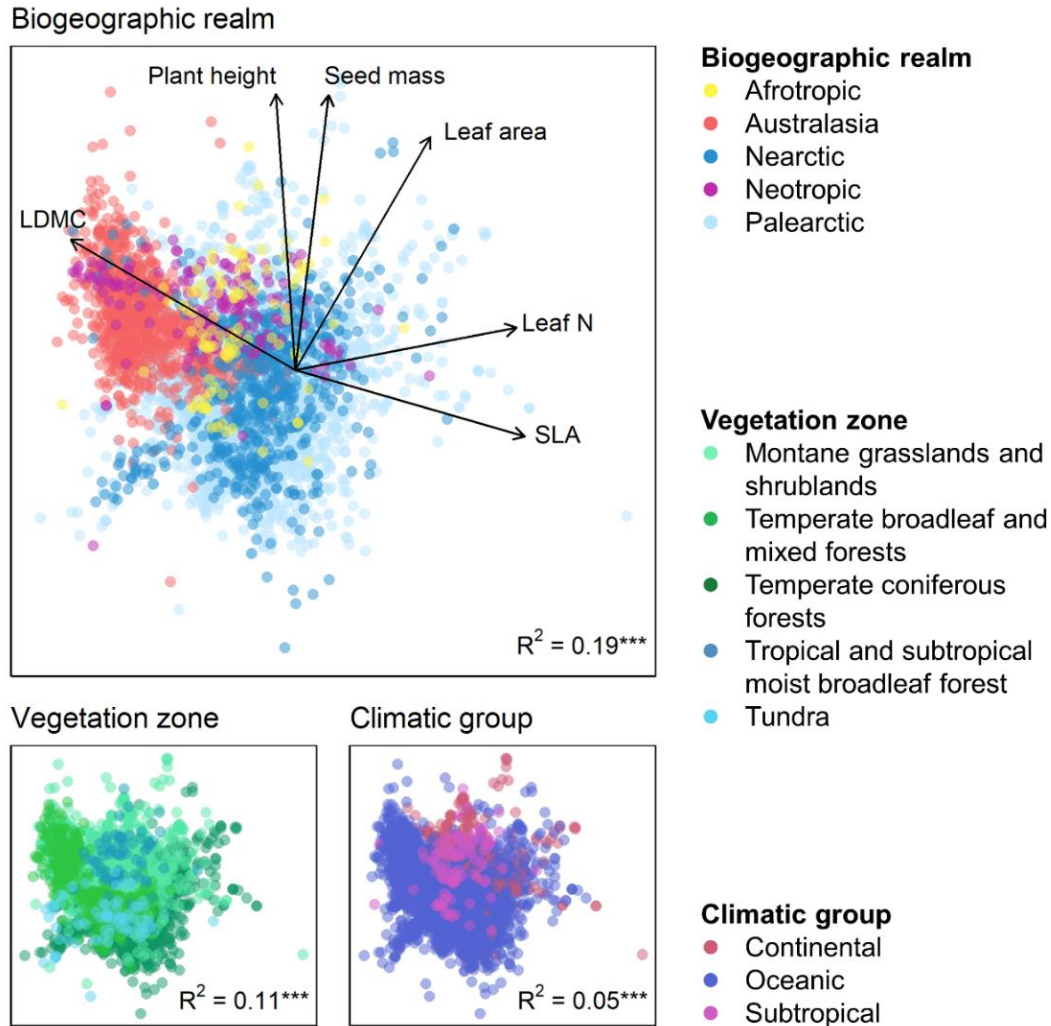 Biogeographic realm
Plant height
Seed mass
Leaf area
LDMC
Leaf N
SLA
R² = 0.19***
Biogeographic realm
Afrotropic
Australasia
Nearctic
Neotropic
Palearctic
Vegetation zone
Montane grasslands and
shrublands
Temperate broadleaf and
mixed forests
Temperate coniferous
forests
Tropical and subtropical
moist broadleaf forest
Tundra
Vegetation zone
R² = 0.11***
Climatic group
R² = 0.05***
Climatic group
Continental
Oceanic
Subtropical